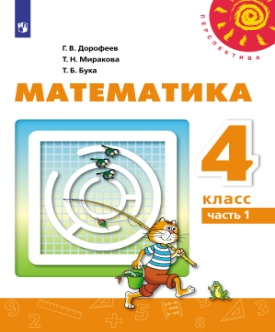 Г. В. Дорофеев
Т. Н. Миракова
Т. Б. Бука
ПЕРСПЕКТИВА
МАТЕМАТИКА
4
класс
часть 1